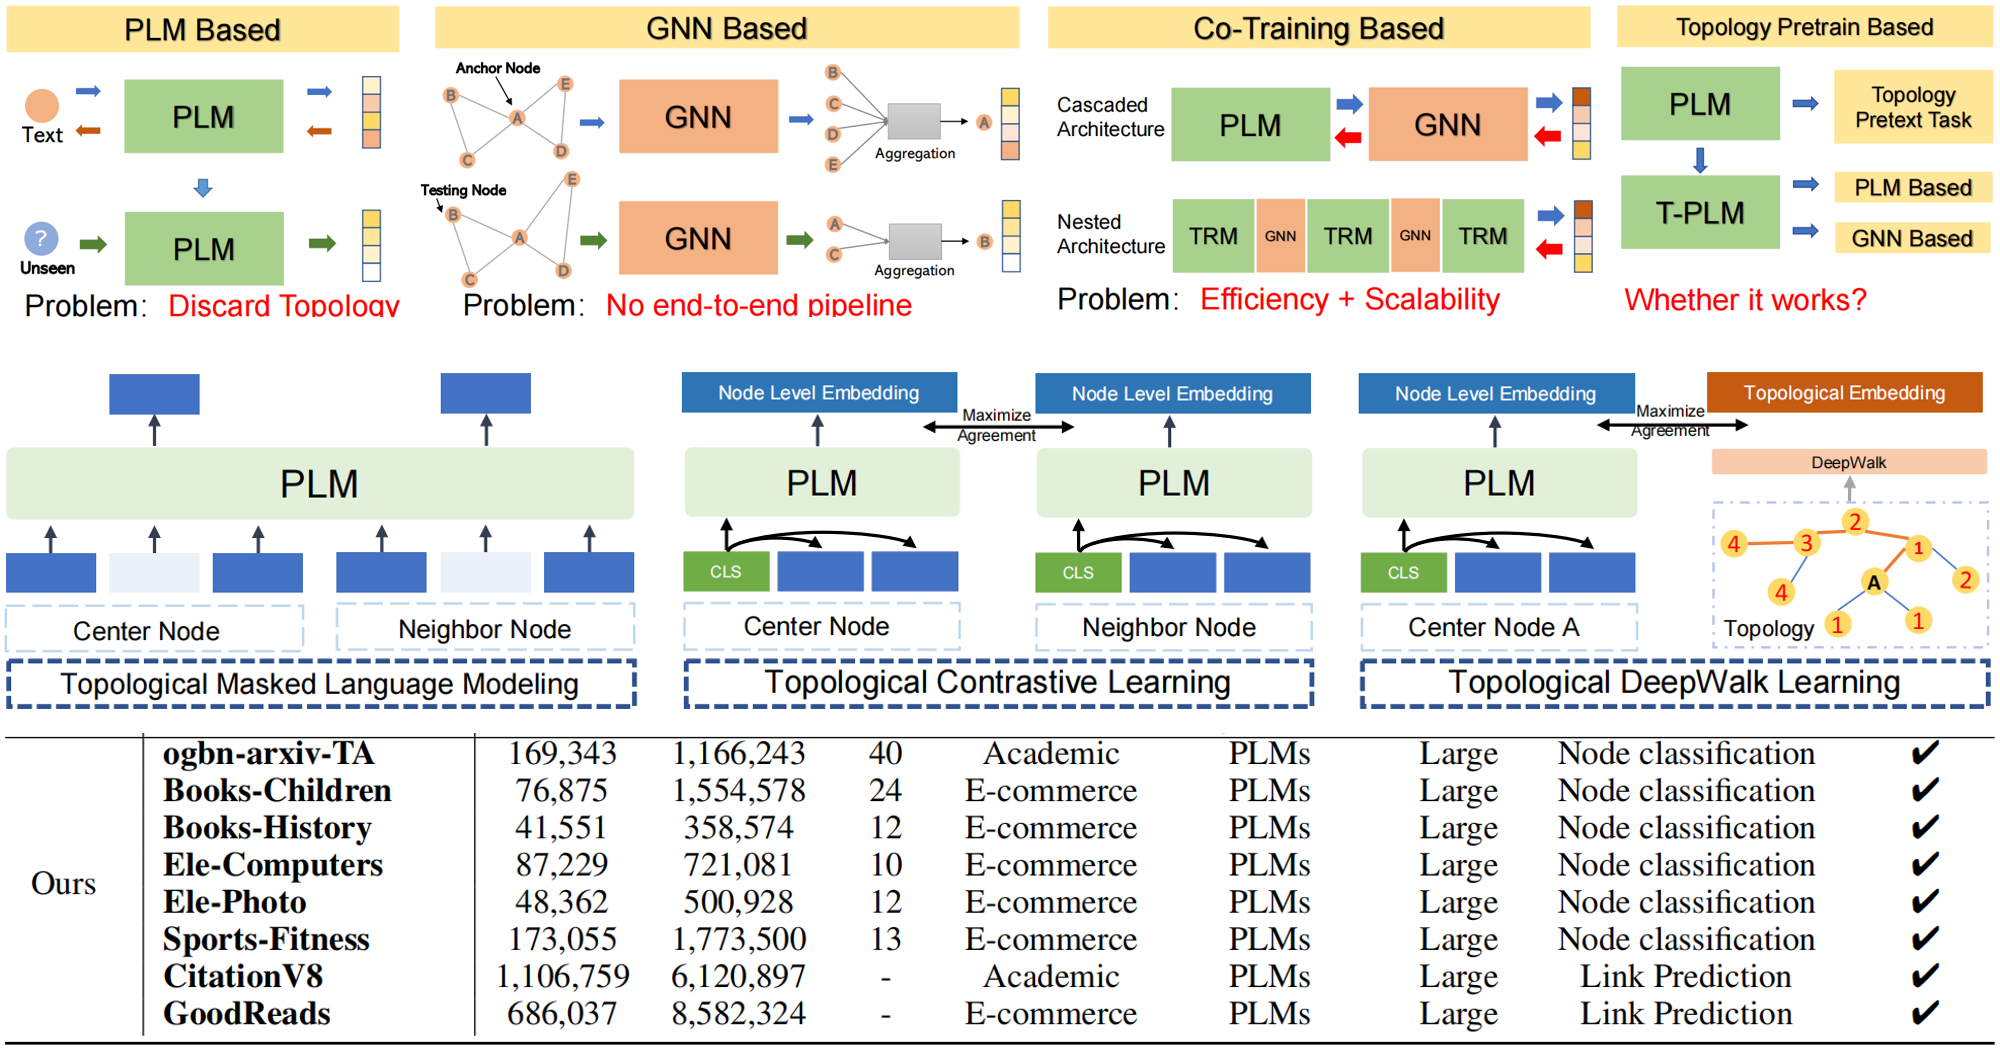 PLM Based
Text
PLM
?
Unseen
PLM
Problem: Discard Topology
GNN Based
Anchor Node
B
E
A
C
D
GNN
B
C
D
E
Aggregation
A
Testing Node
E
B
A
C
D
GNN
A
C
Aggregation
B
Problem: No end-to-end pipeline
Co-Training Based
Cascaded
Architecture
PLM
GNN
Nested
Architecture
TRM
GNN
TRM
GNN
TRM
Problem: Efficiency + Scalability
Topology Pretrain Based
PLM
Topology
Pretext Task
T-PLM
PLM Based
GNN Based
Whether it works?
PLM
Center Node
Neighbor Node
Topological Masked Language Modeling
Node Level Embedding
Maximize
Agreement
Node Level Embedding
PLM
PLM
CLS
CLS
Center Node
Neighbor Node
Topological Contrastive Learning
Node Level Embedding
Maximize
Agreement
Topological Embedding
PLM
DeepWalk
CLS
2
4
3
1
A
2
4
1
1
Center Node A
Topology
Topological DeepWalk Learning
Ours
ogbn-arxiv-TA 169,343 1,166,243 40 Academic PLMs Large Node classification ✔
Books-Children 76,875 1,554,578 24 E-commerce PLMs Large Node classification ✔
Books-History 41,551 358,574 12 E-commerce PLMs Large Node classification ✔
Ele-Computers 87,229 721,081 10 E-commerce PLMs Large Node classification ✔
Ele-Photo 48,362 500,928 12 E-commerce PLMs Large Node classification ✔
Sports-Fitness 173,055 1,773,500 13 E-commerce PLMs Large Node classification ✔
CitationV8 1,106,759 6,120,897 - Academic PLMs Large Link Prediction ✔
GoodReads 686,037 8,582,324 - E-commerce PLMs Large Link Prediction ✔